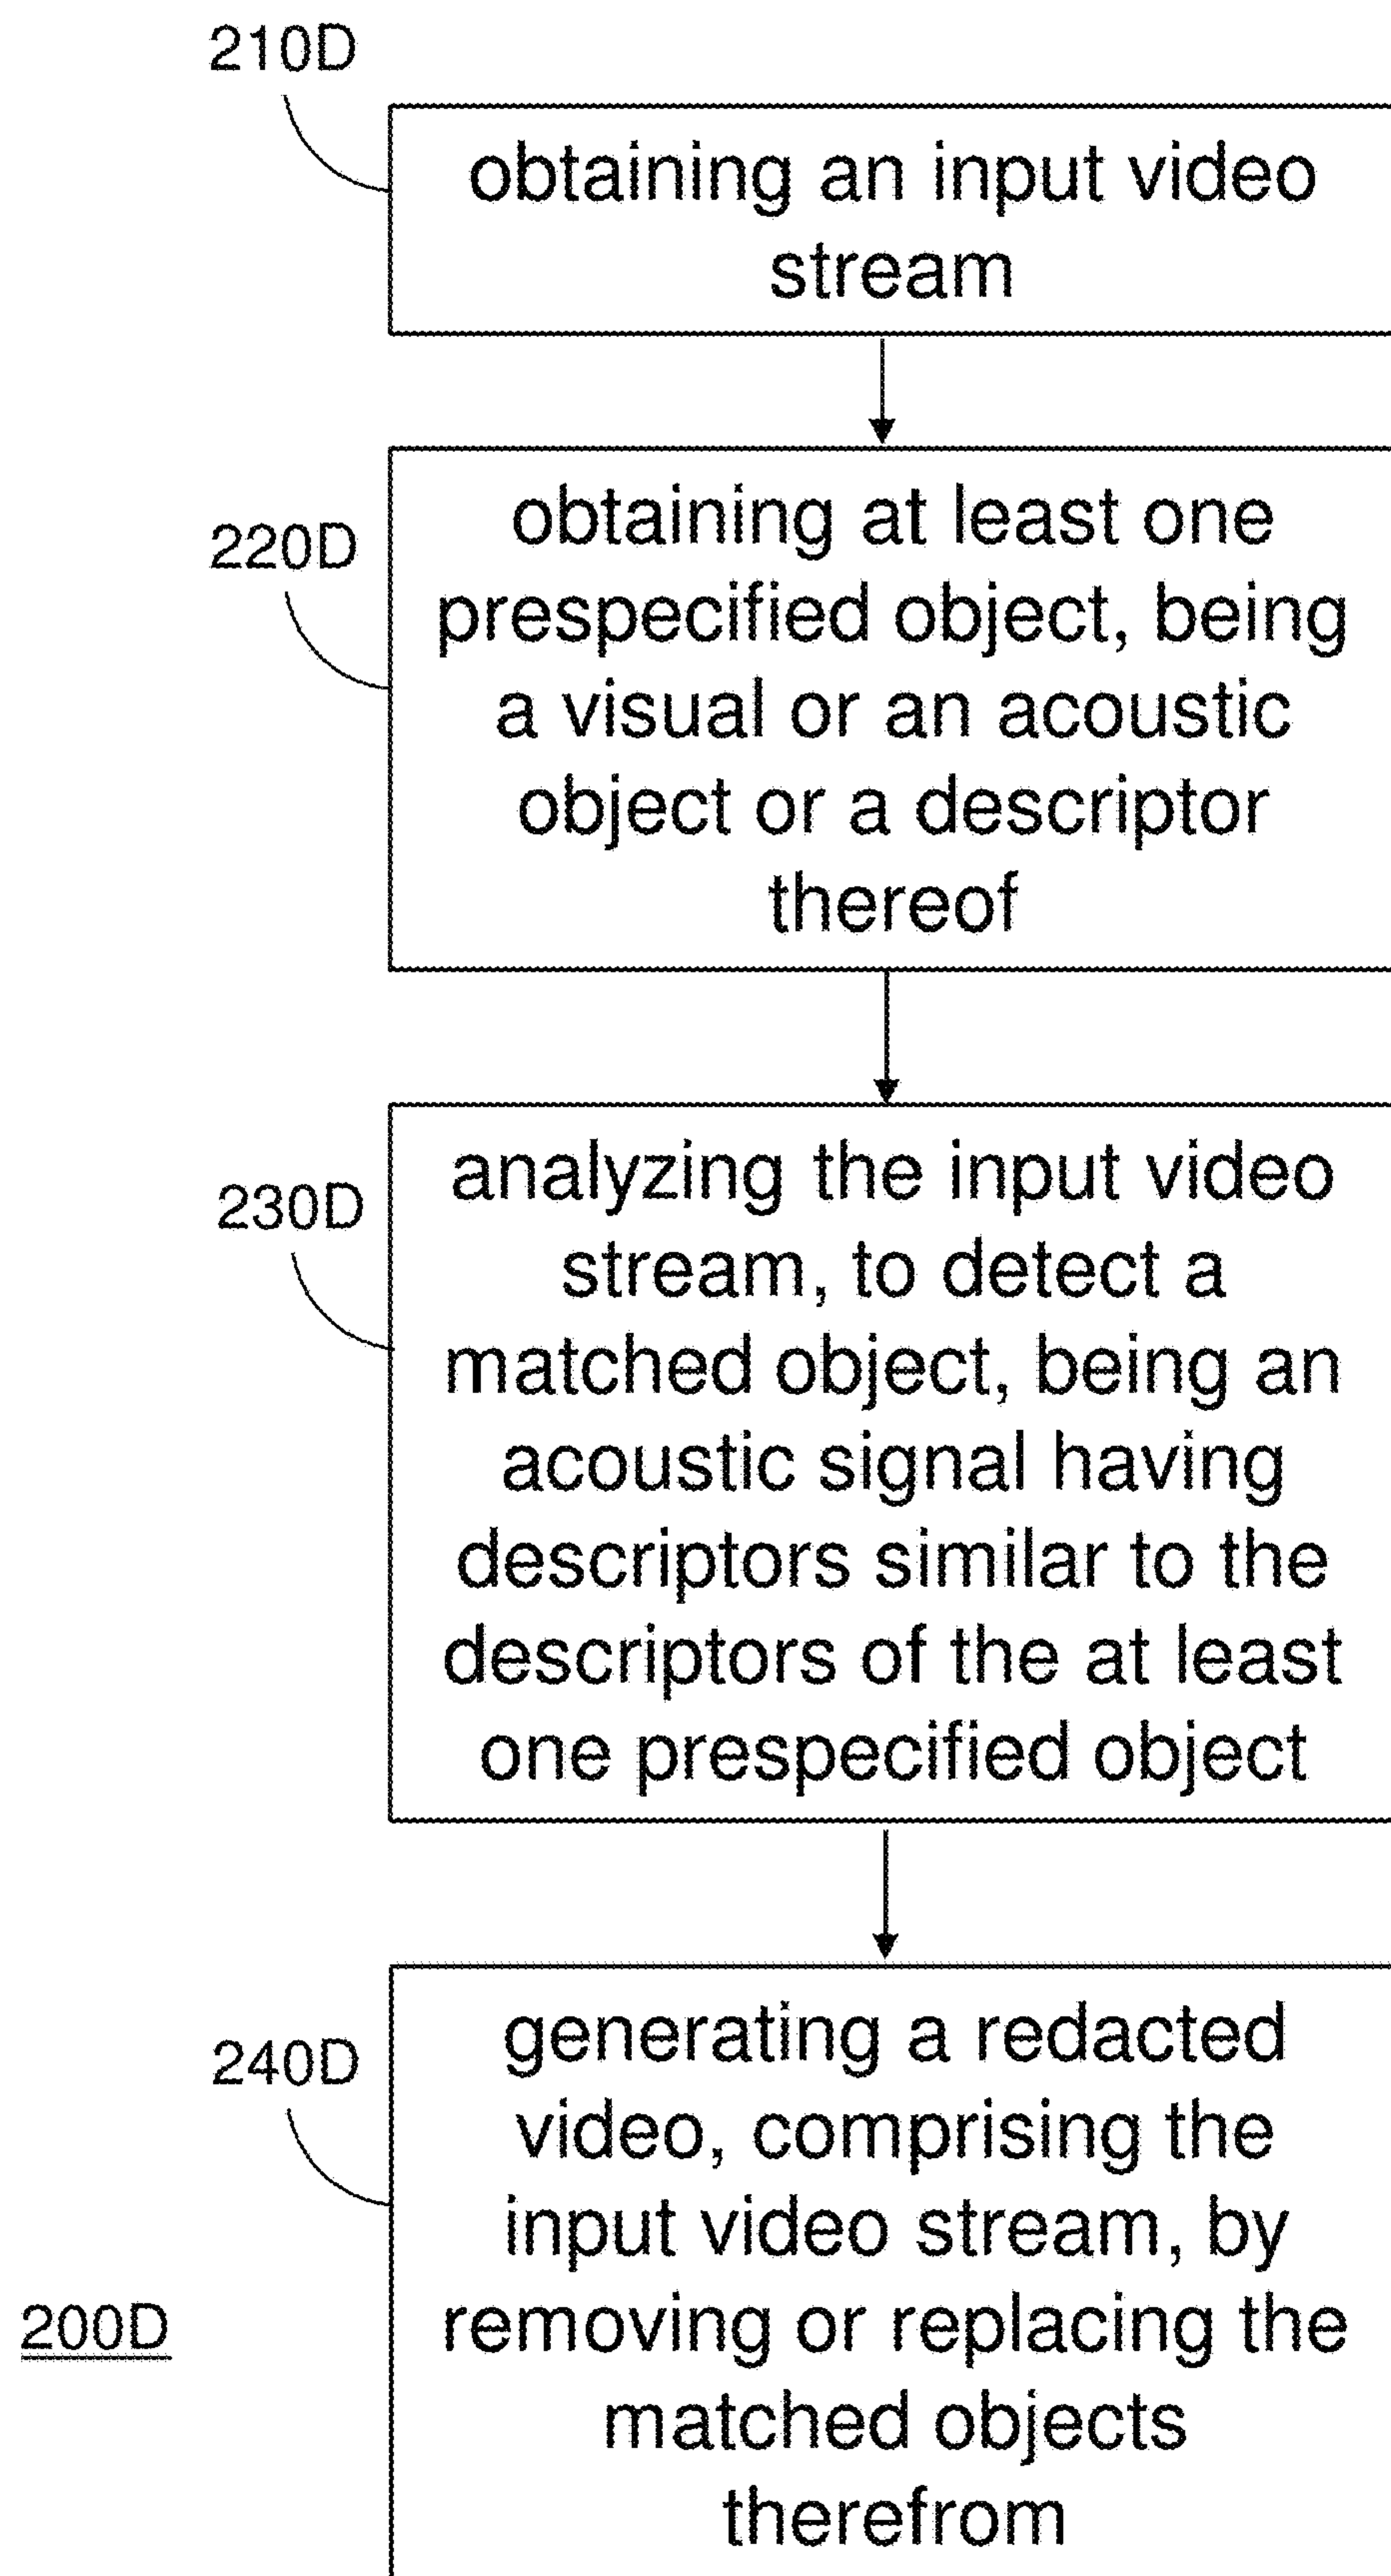 210D
obtaining an input video
stream
220D
obtaining at least one
prespecified object, being
a visual or an acoustic
object or a descriptor
thereof
230D
analyzing the input video
stream, to detect a
matched object, being an
acoustic signal having
descriptors similar to the
descriptors of the at least
one prespecified object
240D
generating a redacted
video, comprising the
input video stream, by
removing or replacing the
matched objects
therefrom
200D